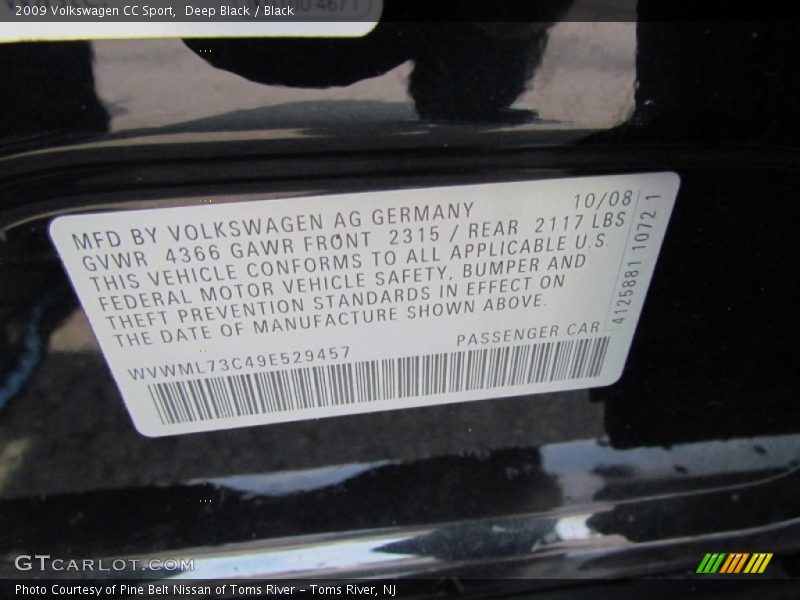 2009 Volkswagen CC Sport,  Deep Black / Black
MFD BY VOLKSWAGEN AG GERMANY 10/08
GVWR 4366 GAWR FRONT 2315 / REAR 2117 LBS
THIS VEHICLE CONFORMS TO ALL APPLICABLE U.S.
FEDERAL MOTOR VEHICLE SAFETY, BUMPER AND
THEFT PREVENTION STANDARDS IN EFFECT ON
THE DATE OF MANUFACTURE SHOWN ABOVE.
4125881 1072 1
WVWML73C49E529457 PASSENGER CAR
GTCARLOT.COM
Photo Courtesy of Pine Belt Nissan of Toms River – Toms River, NJ